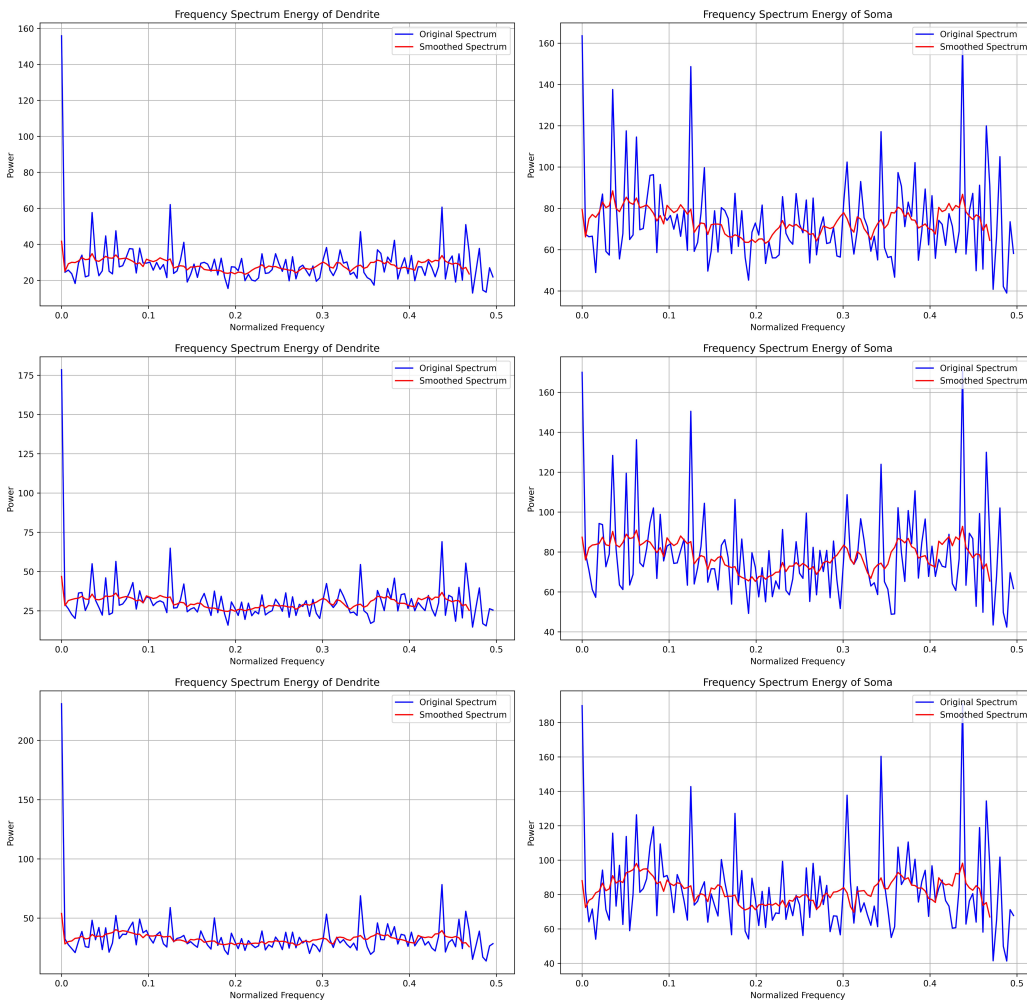 Frequency Spectrum Energy of Dendrite
Original Spectrum
Smoothed Spectrum
160
140
120
100
80
60
40
20
Power
0.0 0.1 0.2 0.3 0.4 0.5
Normalized Frequency
Frequency Spectrum Energy of Soma
Original Spectrum
Smoothed Spectrum
160
140
120
100
80
60
40
Power
0.0 0.1 0.2 0.3 0.4 0.5
Normalized Frequency
Frequency Spectrum Energy of Dendrite
Original Spectrum
Smoothed Spectrum
175
150
125
100
75
50
25
Power
0.0 0.1 0.2 0.3 0.4 0.5
Normalized Frequency
Frequency Spectrum Energy of Soma
Original Spectrum
Smoothed Spectrum
160
140
120
100
80
60
40
Power
0.0 0.1 0.2 0.3 0.4 0.5
Normalized Frequency
Frequency Spectrum Energy of Dendrite
Original Spectrum
Smoothed Spectrum
200
150
100
50
Power
0.0 0.1 0.2 0.3 0.4 0.5
Normalized Frequency
Frequency Spectrum Energy of Soma
Original Spectrum
Smoothed Spectrum
180
160
140
120
100
80
60
40
Power
0.0 0.1 0.2 0.3 0.4 0.5
Normalized Frequency